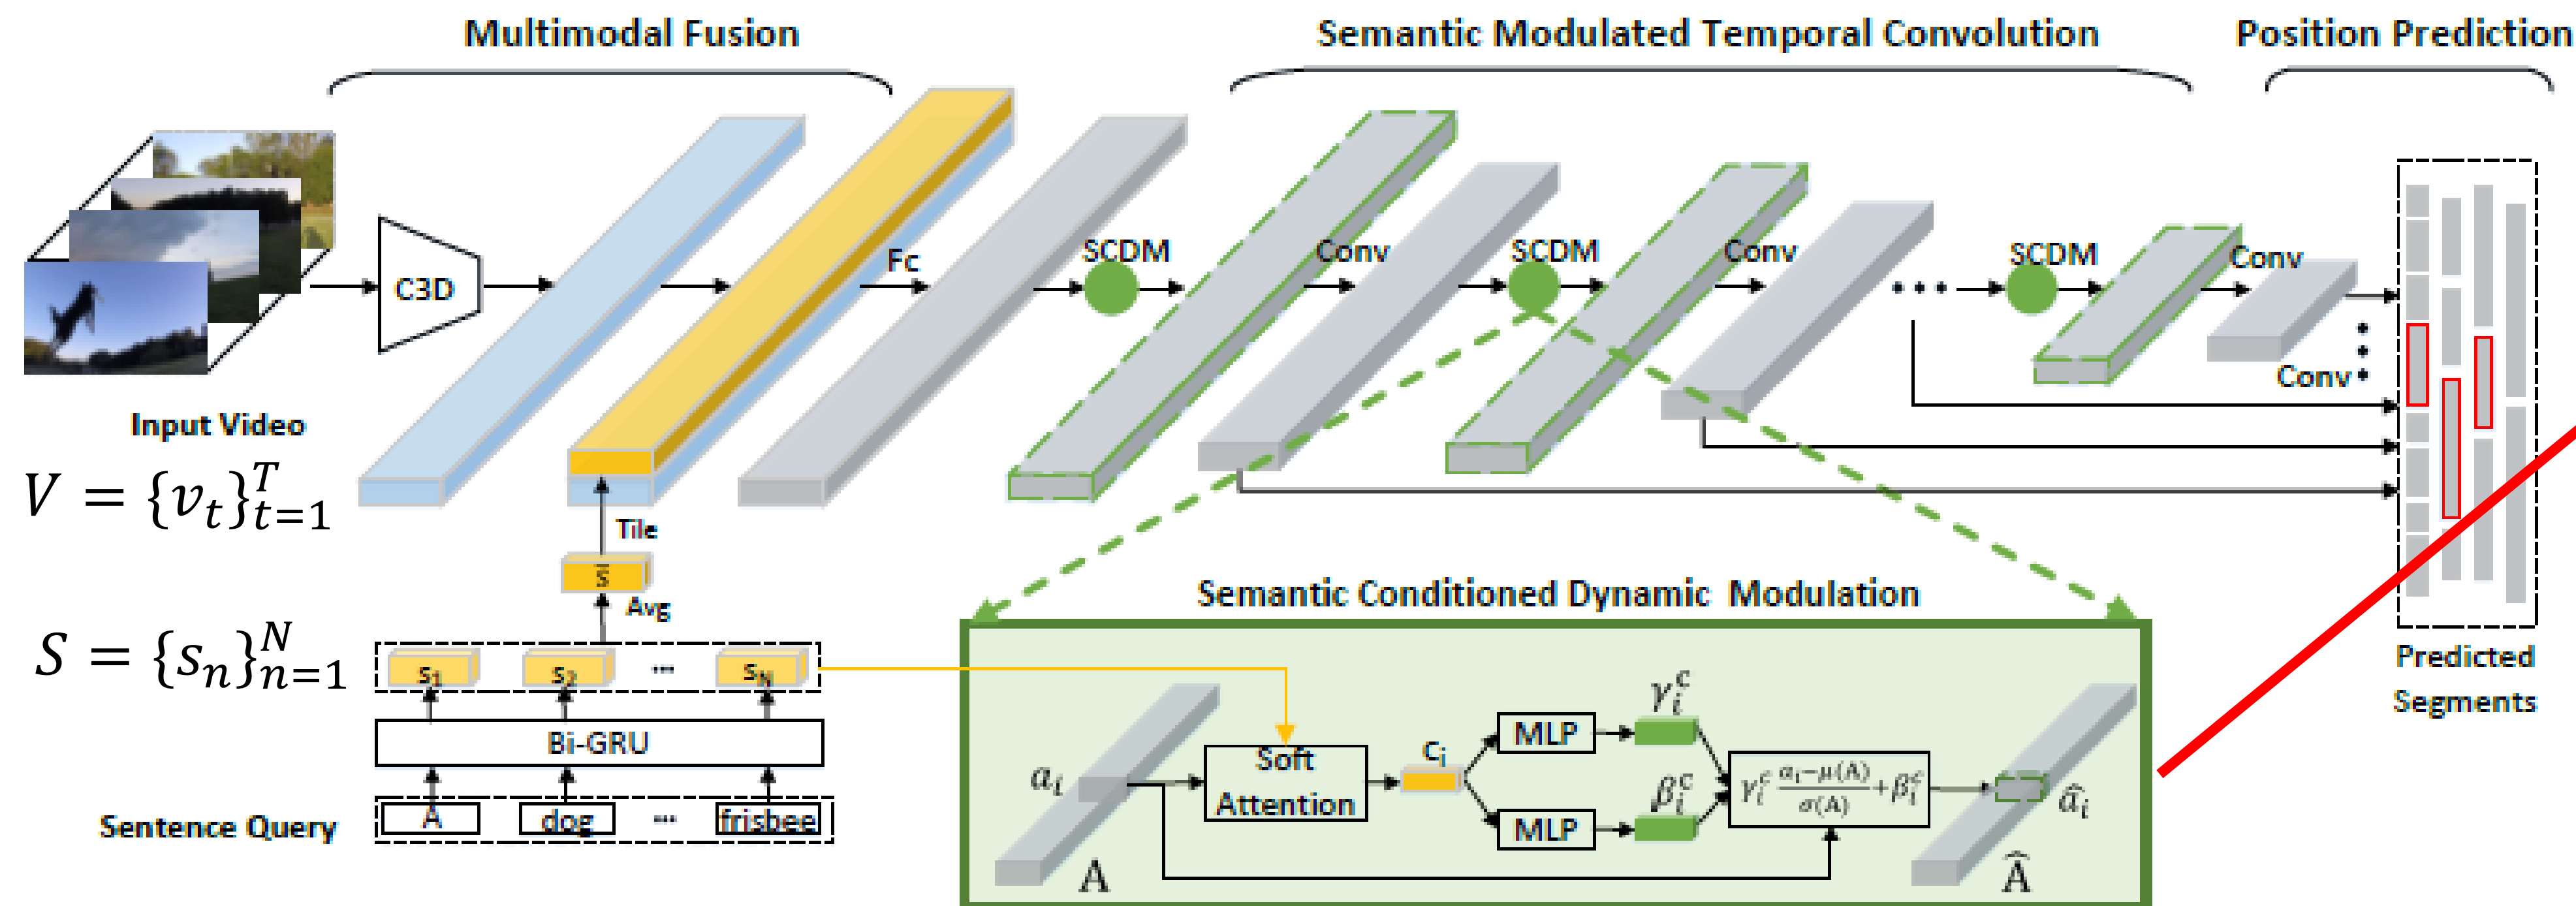 Multimodal Fusion
Semantic Modulated Temporal Convolution
Position Prediction
C3D
Fc
SCDM
Conv
SCDM
Conv
...
SCDM
Conv
Conv
Input Video
V = {v_t}_{t=1}^{T}
Tile
s̄
Avg
S = {s_n}_{n=1}^{N}
s₁ s₂ ... s_N
Bi-GRU
Sentence Query
A dog ... frisbee
Semantic Conditioned Dynamic Modulation
a_i
A
Soft
Attention
c_i
MLP
γ_i^c
MLP
β_i^c
γ_i^c (a_i−μ(A))/σ(A) + β_i^c
â_i
Â
Predicted
Segments